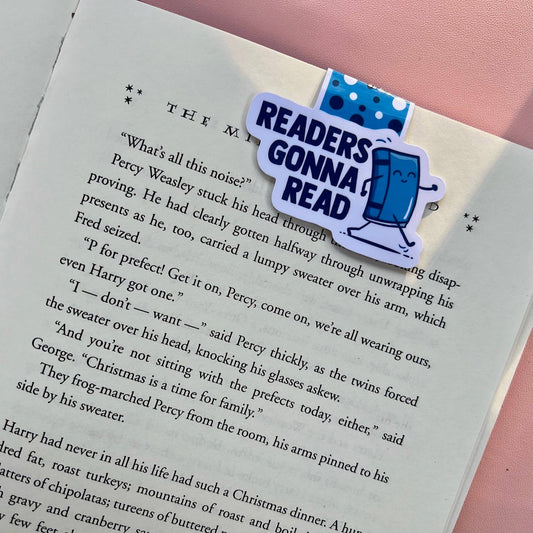 THE MI
READERS
GONNA
READ
"What's all this noise?"
Percy Weasley stuck his head through disap-
proving. He had clearly gotten halfway through unwrapping his
presents as he, too, carried a lumpy sweater over his arm, which
Fred seized.
"P for prefect! Get it on, Percy, come on, we're all wearing ours,
even Harry got one."
"I — don't — want —" said Percy thickly, as the twins forced
the sweater over his head, knocking his glasses askew.
"And you're not sitting with the prefects today, either," said
George. "Christmas is a time for family."
They frog-marched Percy from the room, his arms pinned to his
side by his sweater.
Harry had never in all his life had such a Christmas dinner. A
fat, roast turkeys; mountains of roast and
of chipolatas; tureens of buttered
gravy and cranberry
few feet